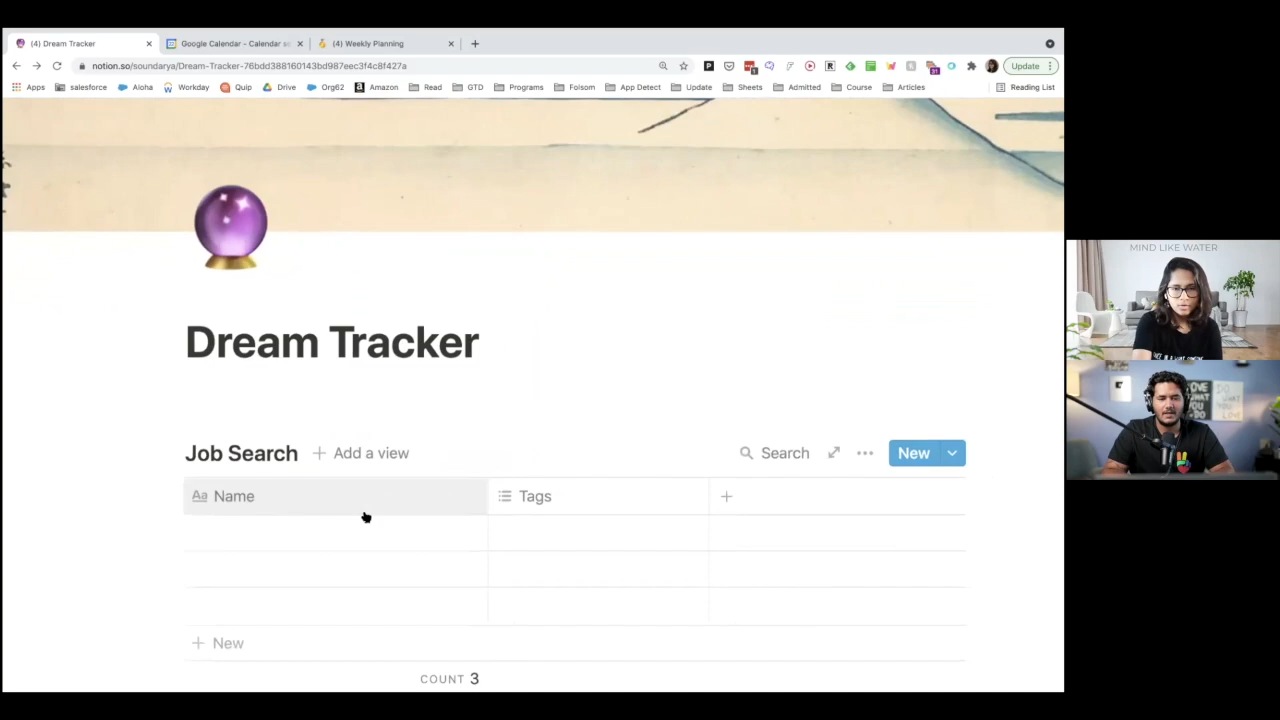 (4) Dream Tracker
Google Calendar - Calendar se
(4) Weekly Planning
notion.so/soundarya/Dream-Tracker-76bdd388160143bd987eec3f4c8f427a
Update
Apps salesforce Aloha Workday Quip Drive Org62 Amazon Read GTD Programs Folsom App Detect Update Sheets Admitted Course Articles Reading List
Dream Tracker
MIND LIKE WATER
Job Search + Add a view Search New
Aa Name Tags +
+ New
COUNT 3